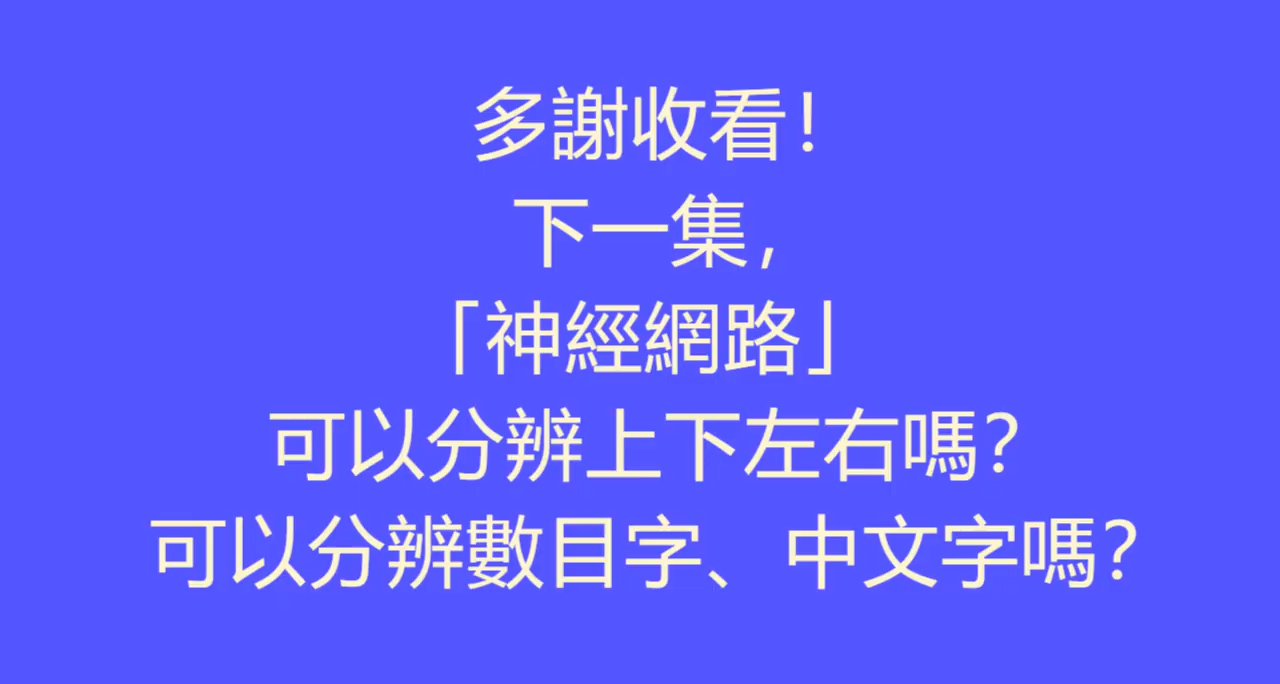 多謝收看!
下一集,
「神經網路」
可以分辨上下左右嗎?
可以分辨數目字、中文字嗎?